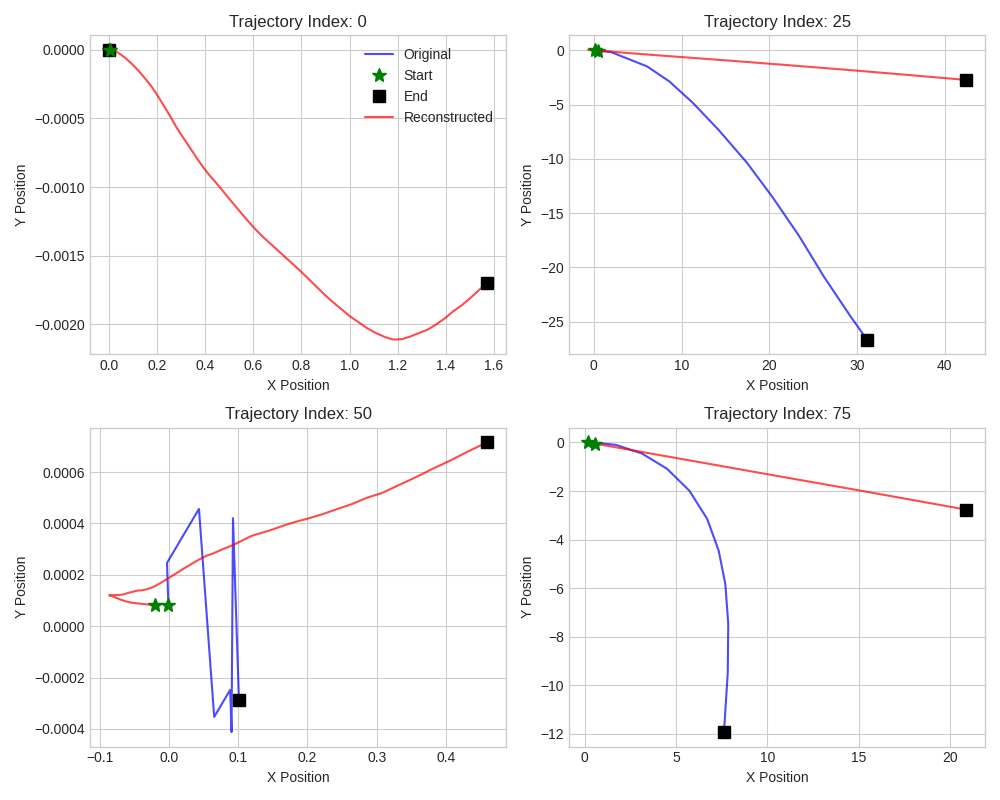 Trajectory Index: 0
0.0000
−0.0005
−0.0010
−0.0015
−0.0020
Y Position
0.0 0.2 0.4 0.6 0.8 1.0 1.2 1.4 1.6
X Position
Original
Start
End
Reconstructed
Trajectory Index: 25
0
−5
−10
−15
−20
−25
Y Position
0 10 20 30 40
X Position
Trajectory Index: 50
0.0006
0.0004
0.0002
0.0000
−0.0002
−0.0004
Y Position
−0.1 0.0 0.1 0.2 0.3 0.4
X Position
Trajectory Index: 75
0
−2
−4
−6
−8
−10
−12
Y Position
0 5 10 15 20
X Position